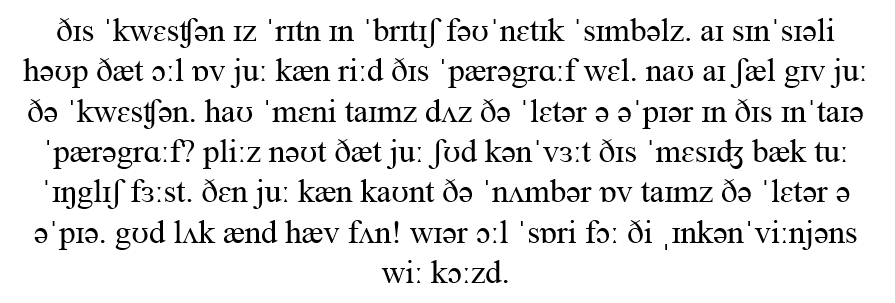 ðɪs ˈkwɛsʧən ɪz ˈrɪtn ɪn ˈbrɪtɪʃ fəʊˈnɛtɪk ˈsɪmbəlz. aɪ sɪnˈsɪəli
həʊp ðæt ɔːl ɒv juː kæn riːd ðɪs ˈpærəgrɑːf wɛl. naʊ aɪ ʃæl gɪv juː
ðə ˈkwɛsʧən. haʊ ˈmɛni taɪmz dʌz ðə ˈlɛtər ə əˈpɪər ɪn ðɪs ɪnˈtaɪə
ˈpærəgrɑːf? pliːz nəʊt ðæt juː ʃʊd kənˈvɜːt ðɪs ˈmɛsɪʤ bæk tuː
ˈɪŋglɪʃ fɜːst. ðɛn juː kæn kaʊnt ðə ˈnʌmbər ɒv taɪmz ðə ˈlɛtər ə
əˈpɪə. gʊd lʌk ænd hæv fʌn! wɪər ɔːl ˈsɒri fɔː ði ˌɪnkənˈviːnjəns
wiː kɔːzd.